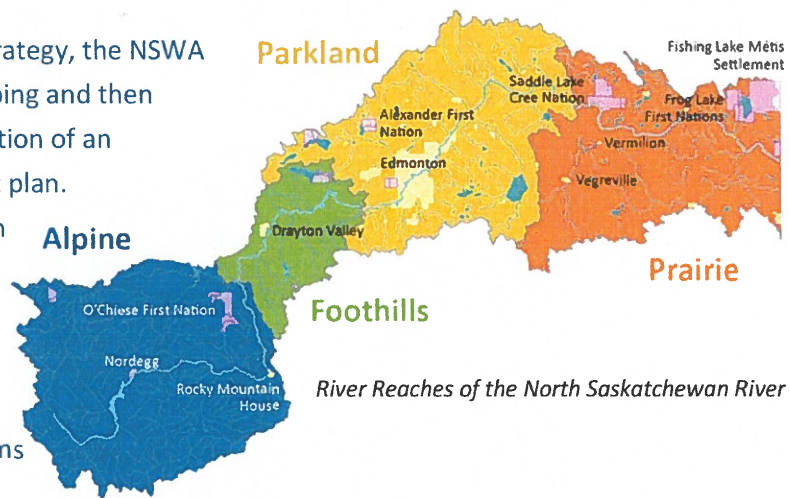 rategy, the NSWA
ping and then
tion of an
t plan.
n
ns
Parkland
Fishing Lake Métis
Settlement
Saddle Lake
Cree Nation
Frog Lake
First Nations
Alexander First
Nation
Edmonton
Vermilion
Vegreville
Alpine
Drayton Valley
Prairie
Foothills
O'Chiese First Nation
Nordegg
Rocky Mountain
House
River Reaches of the North Saskatchewan River